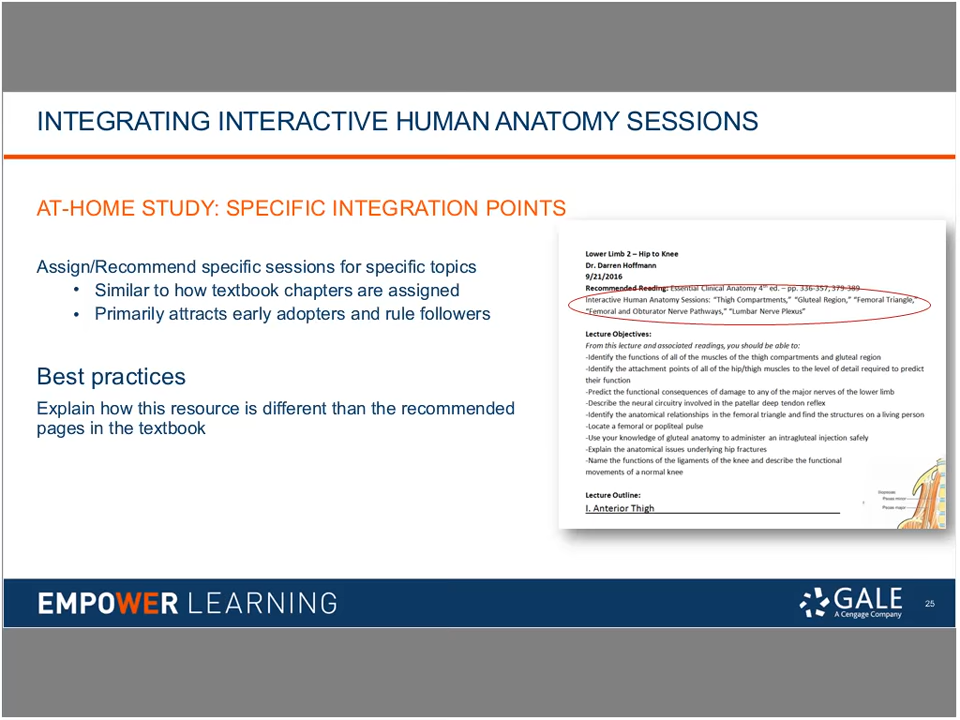 INTEGRATING INTERACTIVE HUMAN ANATOMY SESSIONS
AT-HOME STUDY: SPECIFIC INTEGRATION POINTS
Assign/Recommend specific sessions for specific topics
• Similar to how textbook chapters are assigned
• Primarily attracts early adopters and rule followers
Best practices
Explain how this resource is different than the recommended
pages in the textbook
Lower Limb 2 – Hip to Knee
Dr. Darren Hoffmann
9/21/2016
Recommended Reading: Essential Clinical Anatomy 4th ed. – pp. 336-357, 379-389
Interactive Human Anatomy Sessions: “Thigh Compartments,” “Gluteal Region,” “Femoral Triangle,”
“Femoral and Obturator Nerve Pathways,” “Lumbar Nerve Plexus”
Lecture Objectives:
From this lecture and associated readings, you should be able to:
-Identify the functions of all of the muscles of the thigh compartments and gluteal region
-Identify the attachment points of all of the hip/thigh muscles to the level of detail required to predict
their function
-Predict the functional consequences of damage to any of the major nerves of the lower limb
-Describe the neural circuitry involved in the patellar deep tendon reflex
-Identify the anatomical relationships in the femoral triangle and find the structures on a living person
-Locate a femoral or popliteal pulse
-Use your knowledge of gluteal anatomy to administer an intragluteal injection safely
-Explain the anatomical issues underlying hip fractures
-Name the functions of the ligaments of the knee and describe the functional
movements of a normal knee
Lecture Outline:
I. Anterior Thigh
Psoas minor
Psoas major
EMPOWER LEARNING
GALE
A Cengage Company
25